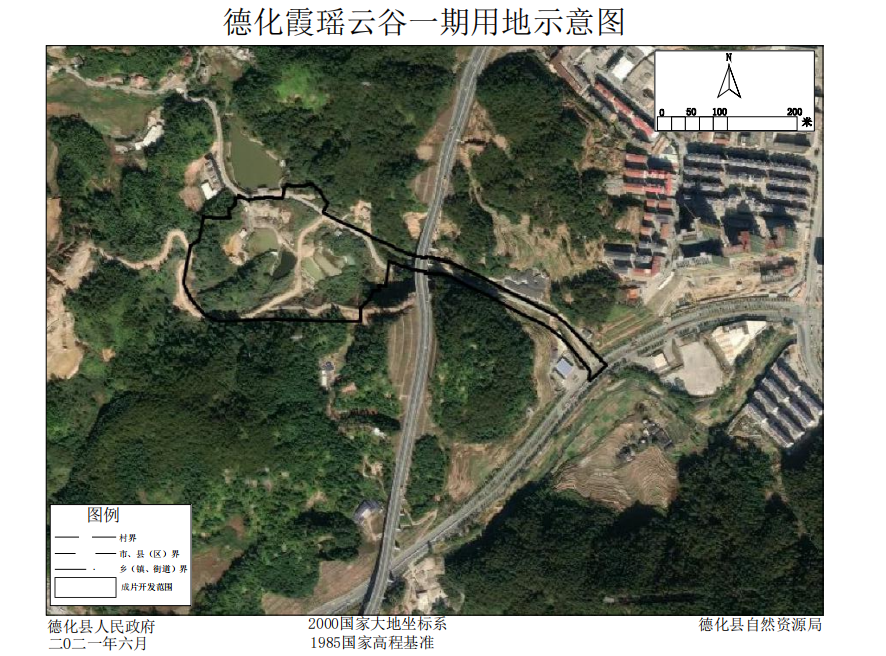 德化霞瑶云谷一期用地示意图
N
0 50 100 200
米
图例
村界
市、县（区）界
乡（镇、街道）界
成片开发范围
德化县人民政府
二〇二一年六月
2000国家大地坐标系
1985国家高程基准
德化县自然资源局